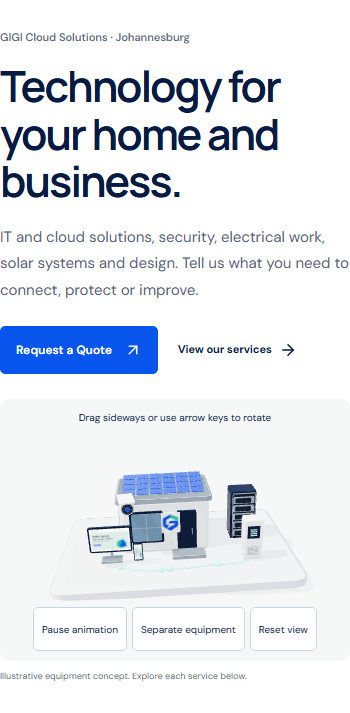 GIGI Cloud Solutions · Johannesburg
Technology for
your home and
business.
IT and cloud solutions, security, electrical work,
solar systems and design. Tell us what you need to
connect, protect or improve.
Request a Quote
View our services
Drag sideways or use arrow keys to rotate
Pause animation
Separate equipment
Reset view
Illustrative equipment concept. Explore each service below.